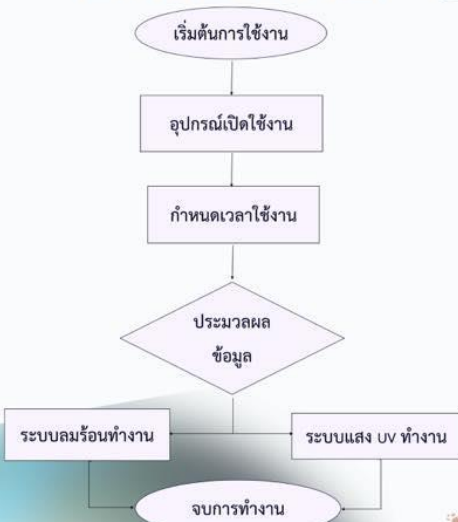 เริ่มต้นการใช้งาน
อุปกรณ์เปิดใช้งาน
กำหนดเวลาใช้งาน
ประมวลผล
ข้อมูล
ระบบลมร้อนทำงาน
ระบบแสง UV ทำงาน
จบการทำงาน